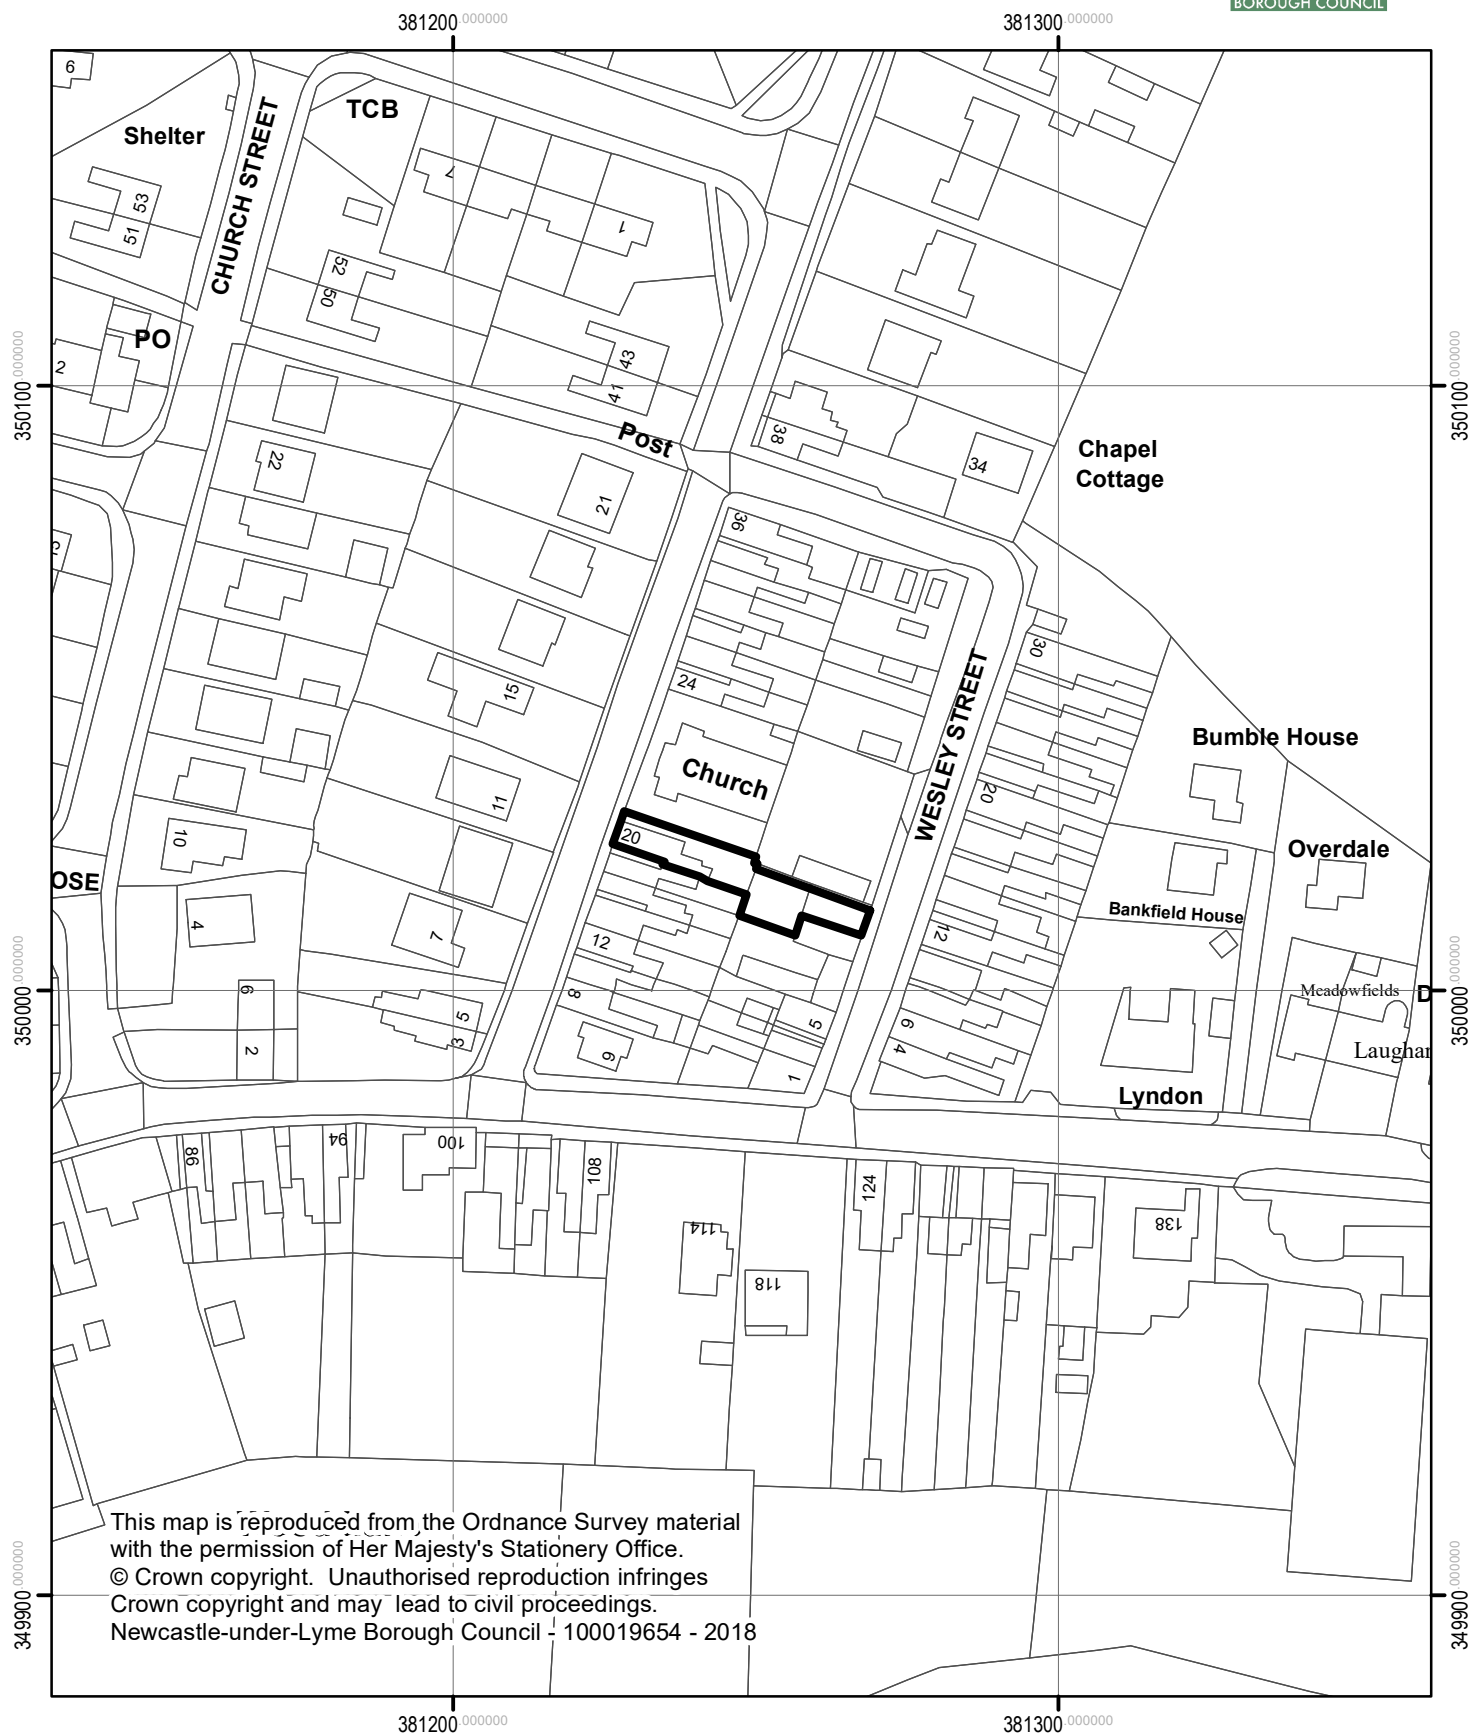 BOROUGH COUNCIL
381200.000000
381300.000000
6
TCB
Shelter
CHURCH STREET
7
53
51
1
52
50
PO
2
43
41
350100.000000
350100.000000
38
Post
Chapel
Cottage
34
22
21
36
30
24
15
WESLEY STREET
Bumble House
Church
20
11
20
10
Overdale
OSE
4
7
Bankfield House
12
12
6
8
Meadowfields
D
350000.000000
350000.000000
5
5
6
3
2
9
4
Laughar
1
Lyndon
86
94
100
108
124
114
138
118
This map is reproduced from the Ordnance Survey material
with the permission of Her Majesty's Stationery Office.
© Crown copyright. Unauthorised reproduction infringes
Crown copyright and may lead to civil proceedings.
Newcastle-under-Lyme Borough Council - 100019654 - 2018
349900.000000
349900.000000
381200.000000
381300.000000